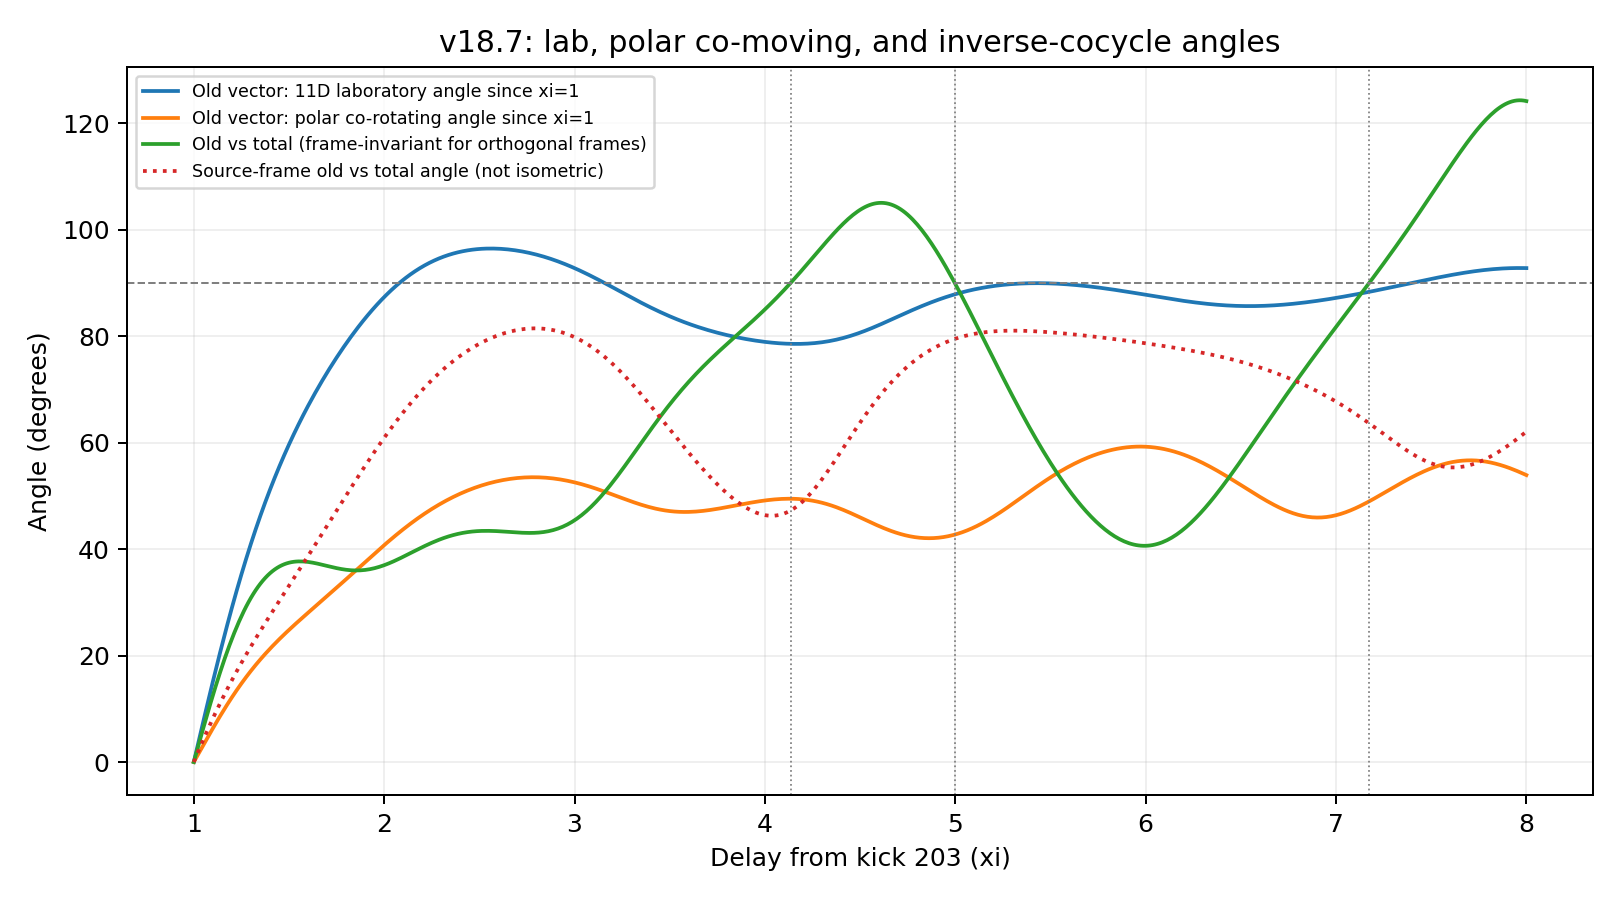 v18.7: lab, polar co-moving, and inverse-cocycle angles
Old vector: 11D laboratory angle since xi=1
Old vector: polar co-rotating angle since xi=1
Old vs total (frame-invariant for orthogonal frames)
Source-frame old vs total angle (not isometric)
Angle (degrees)
120
100
80
60
40
20
0
1 2 3 4 5 6 7 8
Delay from kick 203 (xi)